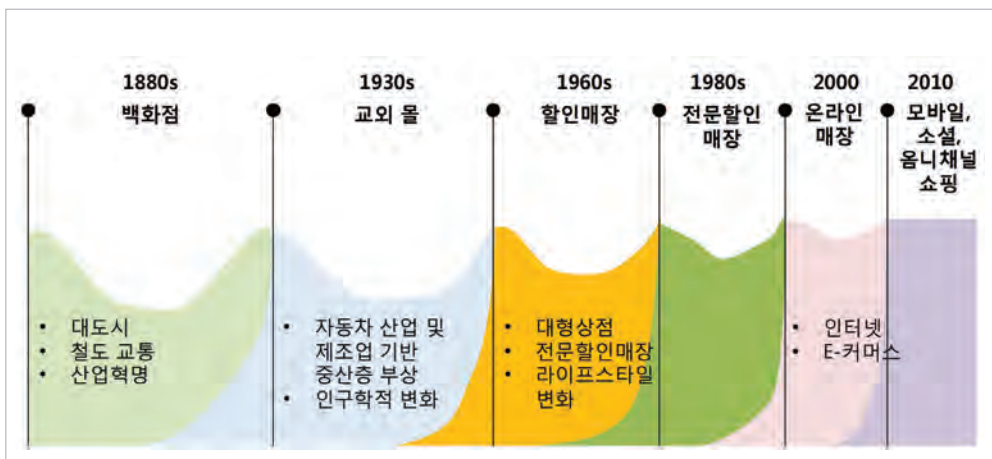 1880s
백화점
1930s
교외 몰
1960s
할인매장
1980s
전문할인
매장
2000
온라인
매장
2010
모바일,
소셜,
옴니채널
쇼핑
• 대도시
• 철도 교통
• 산업혁명
• 자동차 산업 및
제조업 기반
중산층 부상
• 인구학적 변화
• 대형상점
• 전문할인매장
• 라이프스타일
변화
• 인터넷
• E-커머스